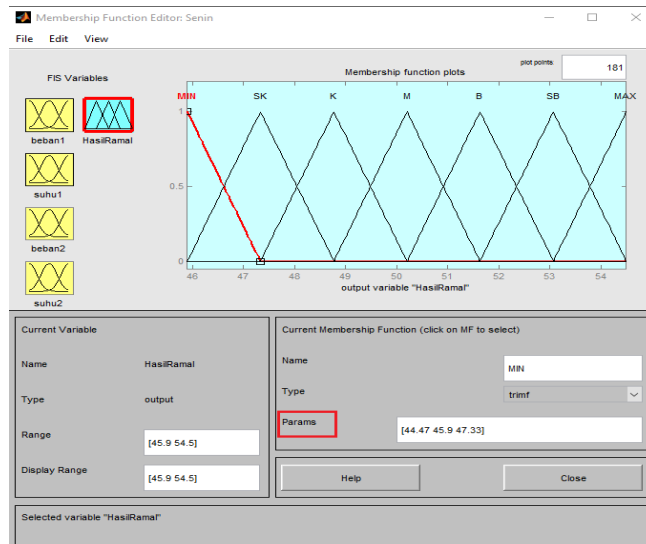 Membership Function Editor: Senin
File Edit View
FIS Variables
beban1
HasilRamal
suhu1
beban2
suhu2
Membership function plots
plot points:
181
MIN SK K M B SB MAX
1
0.5
0
46 47 48 49 50 51 52 53 54
output variable "HasilRamal"
Current Variable
Name HasilRamal
Type output
Range [45.9 54.5]
Display Range [45.9 54.5]
Current Membership Function (click on MF to select)
Name MIN
Type trimf
Params [44.47 45.9 47.33]
Help Close
Selected variable "HasilRamal"